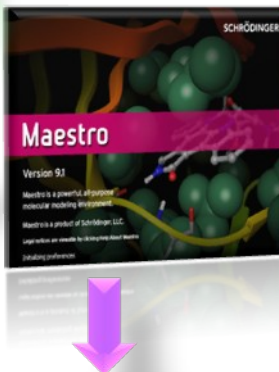 SCHRÖDINGER
Maestro
Version 9.1
Maestro is a powerful, all-purpose
molecular modeling environment.
Maestro is a product of Schrödinger, LLC.
Legal notices are viewable by clicking Help About Maestro
Initializing preferences